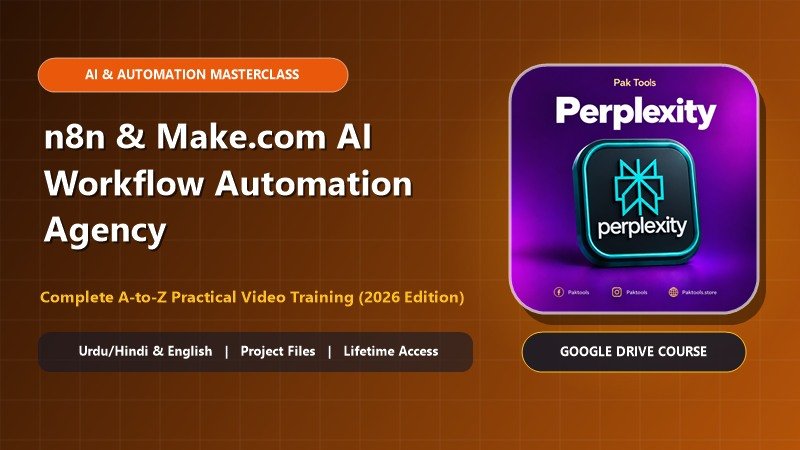 AI & AUTOMATION MASTERCLASS
n8n & Make.com AI
Workflow Automation
Agency
Complete A-to-Z Practical Video Training (2026 Edition)
Urdu/Hindi & English | Project Files | Lifetime Access
Pak Tools
Perplexity
perplexity
Paktools
Paktools
Paktools.store
GOOGLE DRIVE COURSE